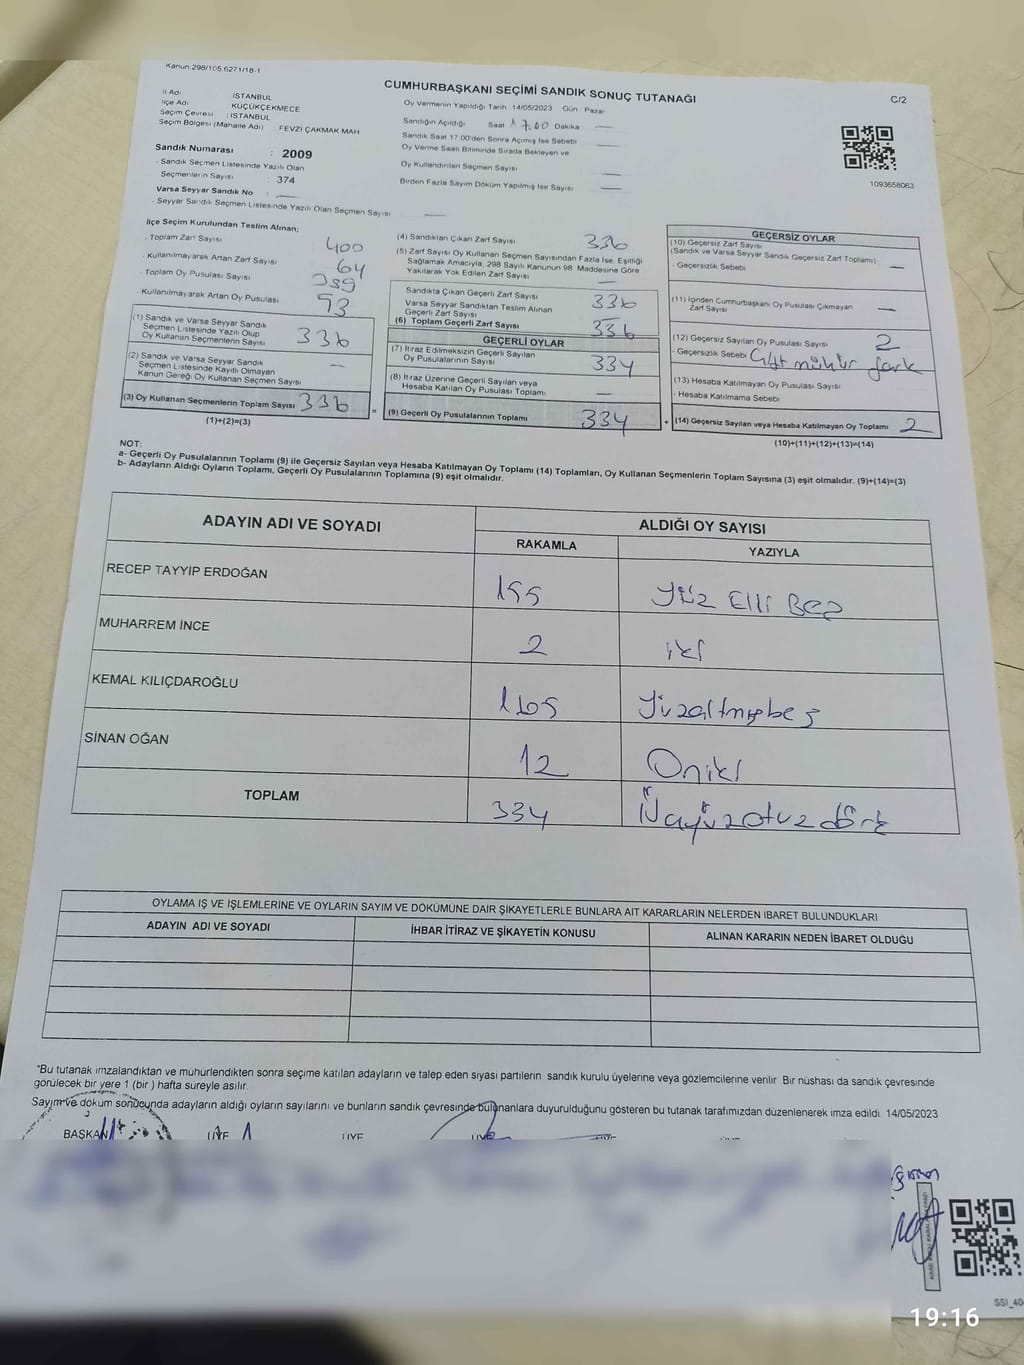 Kanun.298/105.6271/18-1
CUMHURBAŞKANI SEÇİMİ SANDIK SONUÇ TUTANAĞI
C/2
İl Adı : İSTANBUL
İlçe Adı : KÜÇÜKÇEKMECE
Seçim Çevresi : İSTANBUL
Seçim Bölgesi (Mahalle Adı) : FEVZİ ÇAKMAK MAH
Sandık Numarası : 2009
- Sandık Seçmen Listesinde Yazılı Olan
Seçmenlerin Sayısı : 374
Varsa Seyyar Sandık No
- Seyyar Sandık Seçmen Listesinde Yazılı Olan Seçmen Sayısı
Oy Vermenin Yapıldığı Tarih :14/05/2023 Gün : Pazar
Sandığın Açıldığı Saat 17.00 Dakika
Sandık Saat 17:00'den Sonra Açılmış İse Sebebi
Oy Verme Saati Bitiminde Sırada Bekleyen ve
Oy Kullandırılan Seçmen Sayısı
Birden Fazla Sayım Döküm Yapılmış İse Sayısı
1093658063
İlçe Seçim Kurulundan Teslim Alınan;
- Toplam Zarf Sayısı 400
- Kullanılmayarak Artan Zarf Sayısı 64
- Toplam Oy Pusulası Sayısı
- Kullanılmayarak Artan Oy Pusulası 53
(1) Sandık ve Varsa Seyyar Sandık
Seçmen Listesinde Yazılı Olup
Oy Kullanan Seçmenlerin Sayısı 336
(2) Sandık ve Varsa Seyyar Sandık
Seçmen Listesinde Kayıtlı Olmayan
Kanun Gereği Oy Kullanan Seçmen Sayısı —
(3) Oy Kullanan Seçmenlerin Toplam Sayısı 336
(1)+(2)=(3)
=
(4) Sandıktan Çıkan Zarf Sayısı 336
(5) Zarf Sayısı Oy Kullanan Seçmen Sayısından Fazla İse, Eşitliği
Sağlamak Amacıyla, 298 Sayılı Kanunun 98. Maddesine Göre
Yakılarak Yok Edilen Zarf Sayısı —
Sandıkta Çıkan Geçerli Zarf Sayısı 336
Varsa Seyyar Sandıktan Teslim Alınan
Geçerli Zarf Sayısı —
(6) Toplam Geçerli Zarf Sayısı 336
GEÇERLİ OYLAR
(7) İtiraz Edilmeksizin Geçerli Sayılan
Oy Pusulalarının Sayısı 334
(8) İtiraz Üzerine Geçerli Sayılan veya
Hesaba Katılan Oy Pusulası Toplamı —
(9) Geçerli Oy Pusulalarının Toplamı 334
+
GEÇERSİZ OYLAR
(10) Geçersiz Zarf Sayısı
(Sandık ve Varsa Seyyar Sandık Geçersiz Zarf Toplamı) —
- Geçersizlik Sebebi
(11) İçinden Cumhurbaşkanı Oy Pusulası Çıkmayan
Zarf Sayısı —
(12) Geçersiz Sayılan Oy Pusulası Sayısı 2
- Geçersizlik Sebebi Çift mühür
(13) Hesaba Katılmayan Oy Pusulası Sayısı
- Hesaba Katılmama Sebebi
(14) Geçersiz Sayılan veya Hesaba Katılmayan Oy Toplamı 2
(10)+(11)+(12)+(13)=(14)
NOT:
a- Geçerli Oy Pusulalarının Toplamı (9) ile Geçersiz Sayılan veya Hesaba Katılmayan Oy Toplamı (14) Toplamları, Oy Kullanan Seçmenlerin Toplam Sayısına (3) eşit olmalıdır. (9)+(14)=(3)
b- Adayların Aldığı Oyların Toplamı, Geçerli Oy Pusulalarının Toplamına (9) eşit olmalıdır.
ADAYIN ADI VE SOYADI ALDIĞI OY SAYISI
RAKAMLA YAZIYLA
RECEP TAYYİP ERDOĞAN 155 Yüz Elli Beş
MUHARREM İNCE 2 iki
KEMAL KILIÇDAROĞLU 165 Yüzaltmışbeş
SİNAN OĞAN 12 Oniki
TOPLAM 334 Üçyüzotuzdört
OYLAMA İŞ VE İŞLEMLERİNE VE OYLARIN SAYIM VE DÖKÜMÜNE DAİR ŞİKAYETLERLE BUNLARA AİT KARARLARIN NELERDEN İBARET BULUNDUKLARI
ADAYIN ADI VE SOYADI İHBAR İTİRAZ VE ŞİKAYETİN KONUSU ALINAN KARARIN NEDEN İBARET OLDUĞU
"Bu tutanak imzalandıktan ve mühürlendikten sonra seçime katılan adayların ve talep eden siyasi partilerin sandık kurulu üyelerine veya gözlemcilerine verilir. Bir nüshası da sandık çevresinde
görülecek bir yere 1 (bir ) hafta süreyle asılır.
Sayım ve döküm sonucunda adayların aldığı oyların sayılarını ve bunların sandık çevresinde bulunanlara duyurulduğunu gösteren bu tutanak tarafımızdan düzenlenerek imza edildi. 14/05/2023
BAŞKAN ÜYE ÜYE ÜYE
SSI_40
19:16